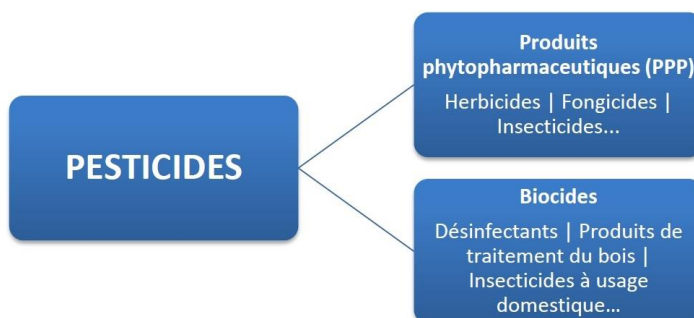 PESTICIDES
Produits
phytopharmaceutiques (PPP)
Herbicides | Fongicides |
Insecticides...
Biocides
Désinfectants | Produits de
traitement du bois |
Insecticides à usage
domestique...